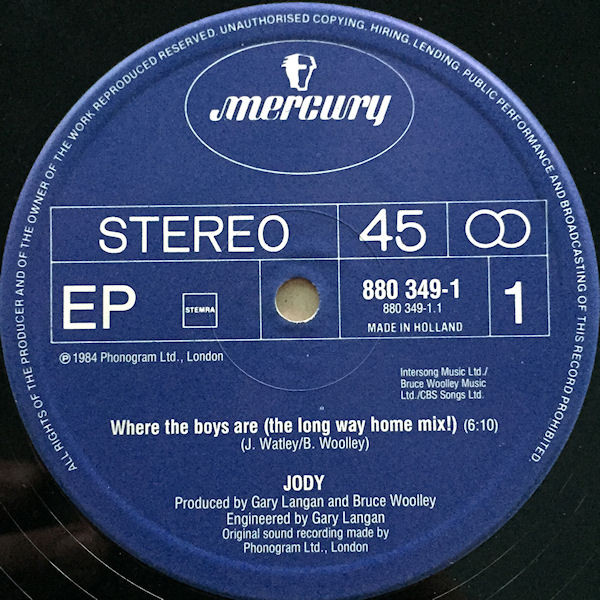 ALL RIGHTS OF THE PRODUCER AND OF THE OWNER OF THE WORK REPRODUCED RESERVED. UNAUTHORISED COPYING, HIRING, LENDING, PUBLIC PERFORMANCE AND BROADCASTING OF THIS RECORD PROHIBITED.
mercury
STEREO 45
EP STEMRA 880 349-1 1
880 349-1.1
MADE IN HOLLAND
℗ 1984 Phonogram Ltd., London
Intersong Music Ltd./
Bruce Woolley Music
Ltd./CBS Songs Ltd.
Where the boys are (the long way home mix!) (6:10)
(J. Watley/B. Woolley)
JODY
Produced by Gary Langan and Bruce Woolley
Engineered by Gary Langan
Original sound recording made by
Phonogram Ltd., London